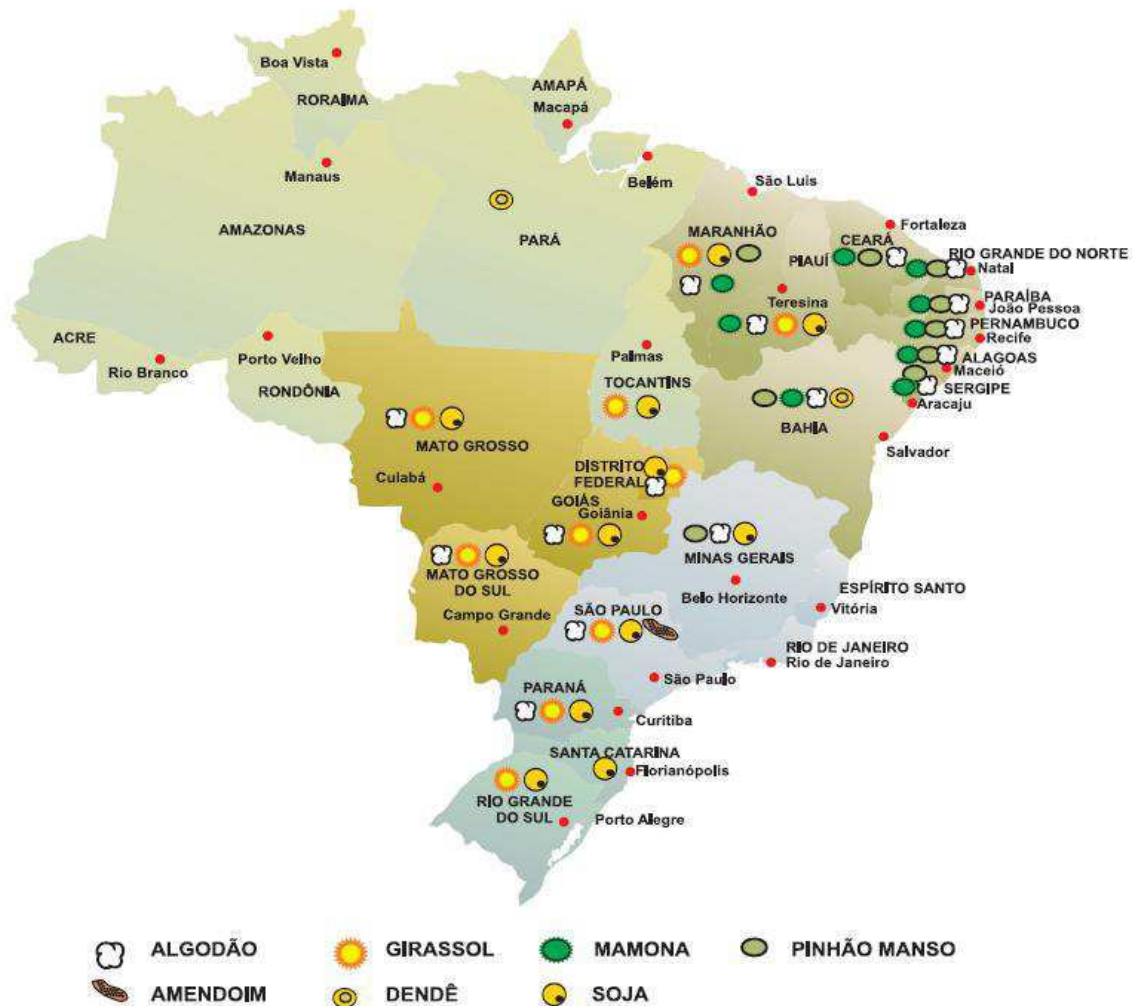 Boa Vista
RORAIMA
AMAPÁ
Macapá
Manaus
Belém
São Luis
AMAZONAS
PARÁ
MARANHÃO
Fortaleza
CEARÁ
PIAUÍ
RIO GRANDE DO NORTE
Natal
Teresina
PARAÍBA
João Pessoa
PERNAMBUCO
Recife
ACRE
Rio Branco
Porto Velho
RONDÔNIA
Palmas
TOCANTINS
ALAGOAS
Maceió
SERGIPE
Aracaju
BAHIA
Salvador
MATO GROSSO
Cuiabá
DISTRITO
FEDERAL
GOIÁS
Goiânia
MINAS GERAIS
Belo Horizonte
MATO GROSSO
DO SUL
Campo Grande
ESPÍRITO SANTO
Vitória
SÃO PAULO
RIO DE JANEIRO
Rio de Janeiro
São Paulo
PARANÁ
Curitiba
SANTA CATARINA
Florianópolis
RIO GRANDE
DO SUL
Porto Alegre
ALGODÃO
GIRASSOL
MAMONA
PINHÃO MANSO
AMENDOIM
DENDÊ
SOJA